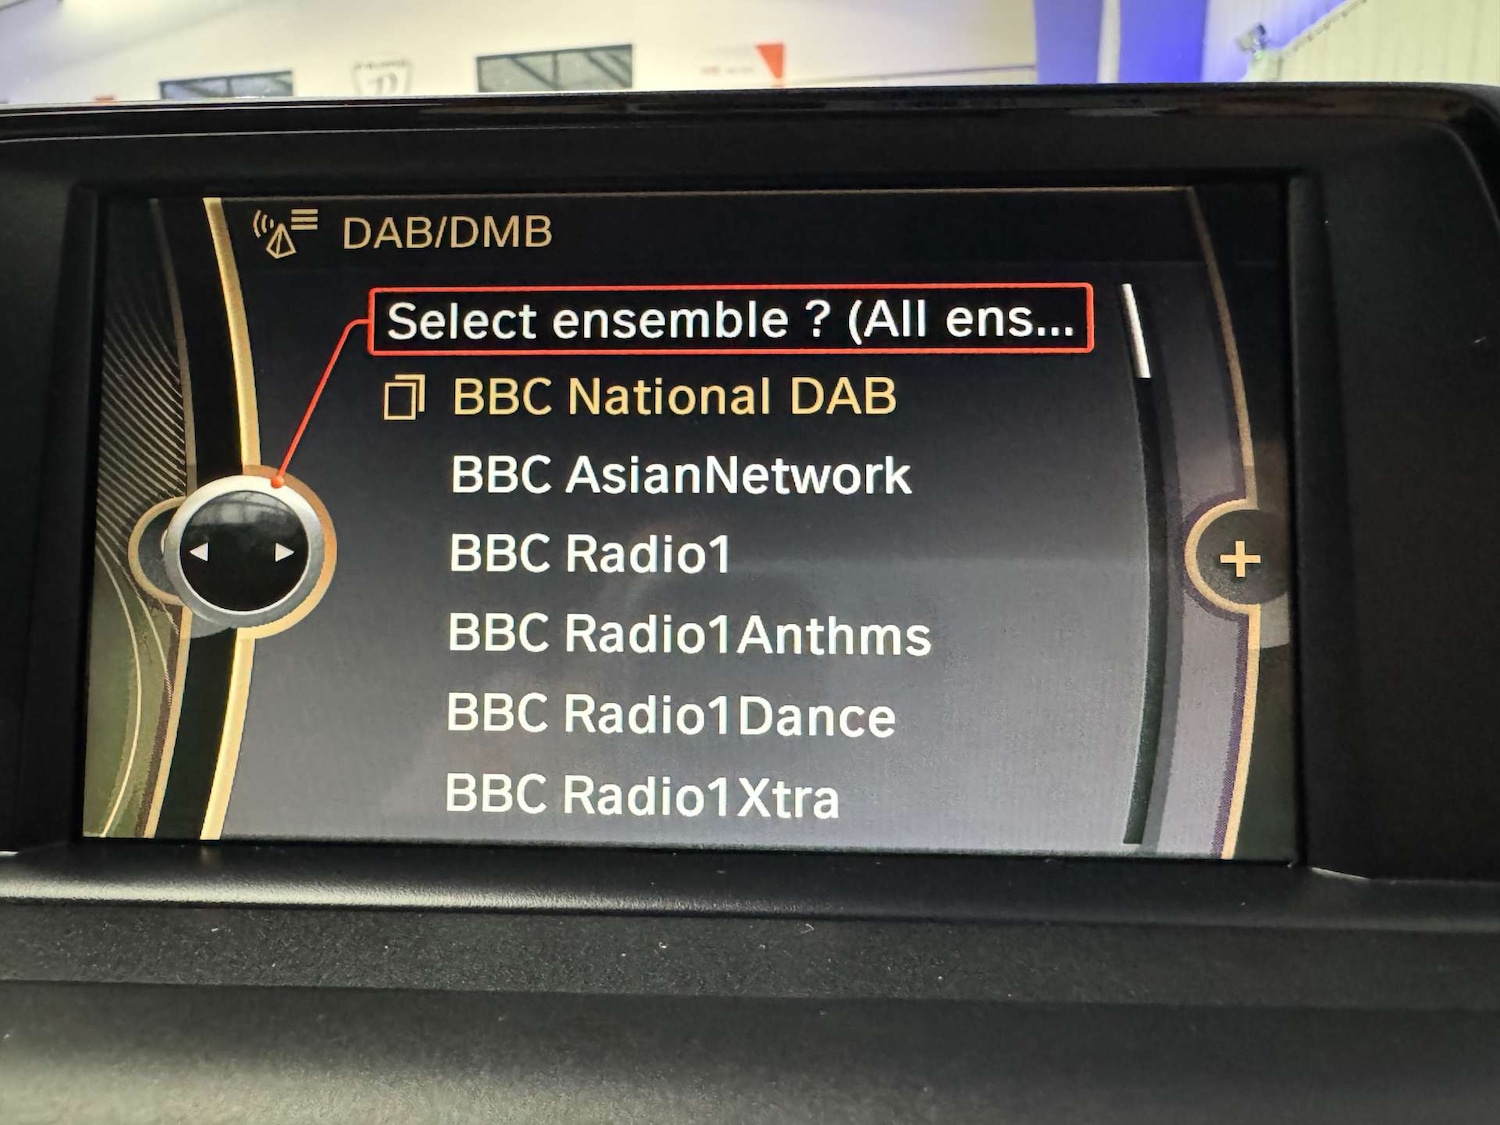 DAB/DMB
Select ensemble ? (All ens...
BBC National DAB
BBC AsianNetwork
BBC Radio1
BBC Radio1Anthms
BBC Radio1Dance
BBC Radio1Xtra